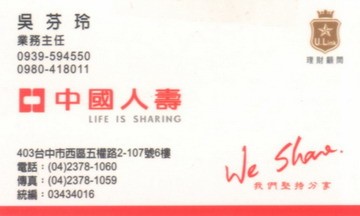 吳芬玲
業務主任
0939-594550
0980-418011
U Link
理財顧問
中國人壽
LIFE IS SHARING
We Share.
我們堅持分享
403台中市西區五權路2-107號6樓
電話：(04)2378-1060
傳真：(04)2378-1059
統編：03434016